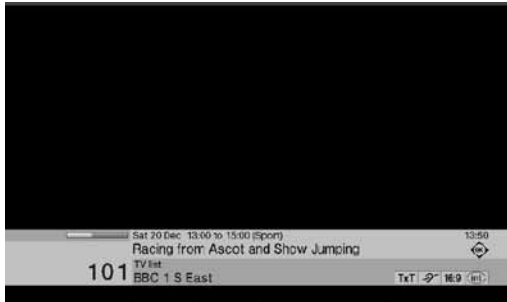 Sat 20 Dec 13:00 to 15:00 (Sport) 13:50
Racing from Ascot and Show Jumping
TV list
101 BBC 1 S East
TxT 16:9